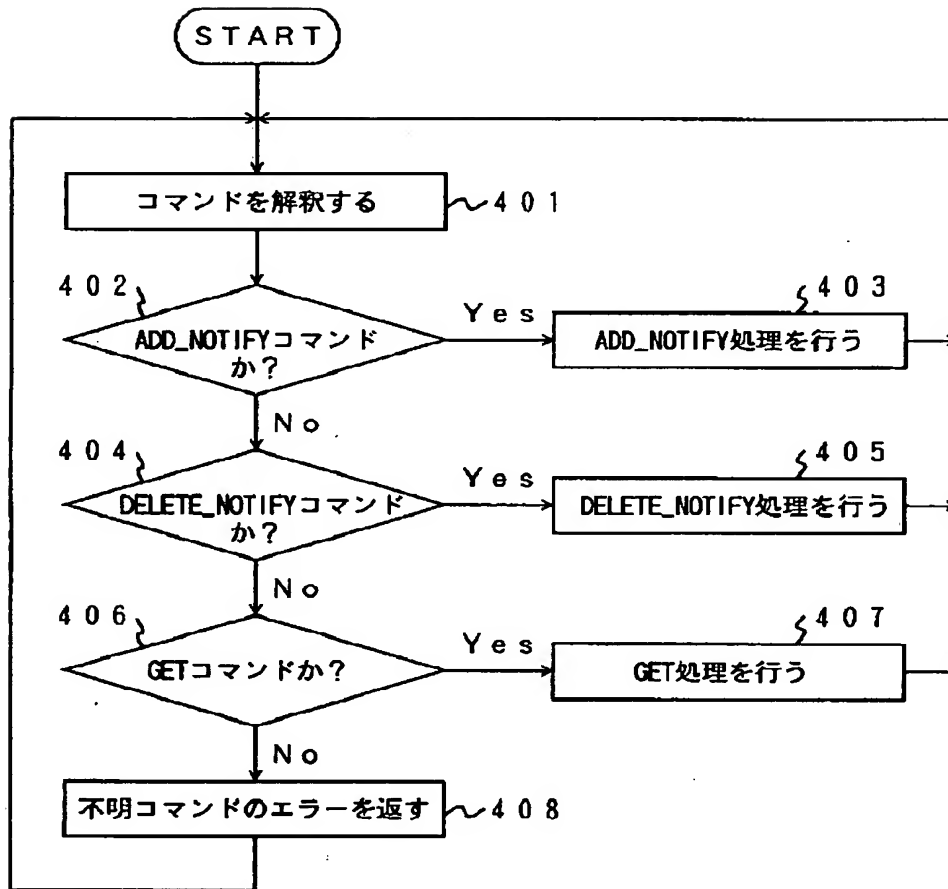 START
コマンドを解釈する
401
402
ADD_NOTIFYコマンド
か？
Yes
403
ADD_NOTIFY処理を行う
No
404
DELETE_NOTIFYコマンド
か？
Yes
405
DELETE_NOTIFY処理を行う
No
406
GETコマンドか？
Yes
407
GET処理を行う
No
不明コマンドのエラーを返す
408